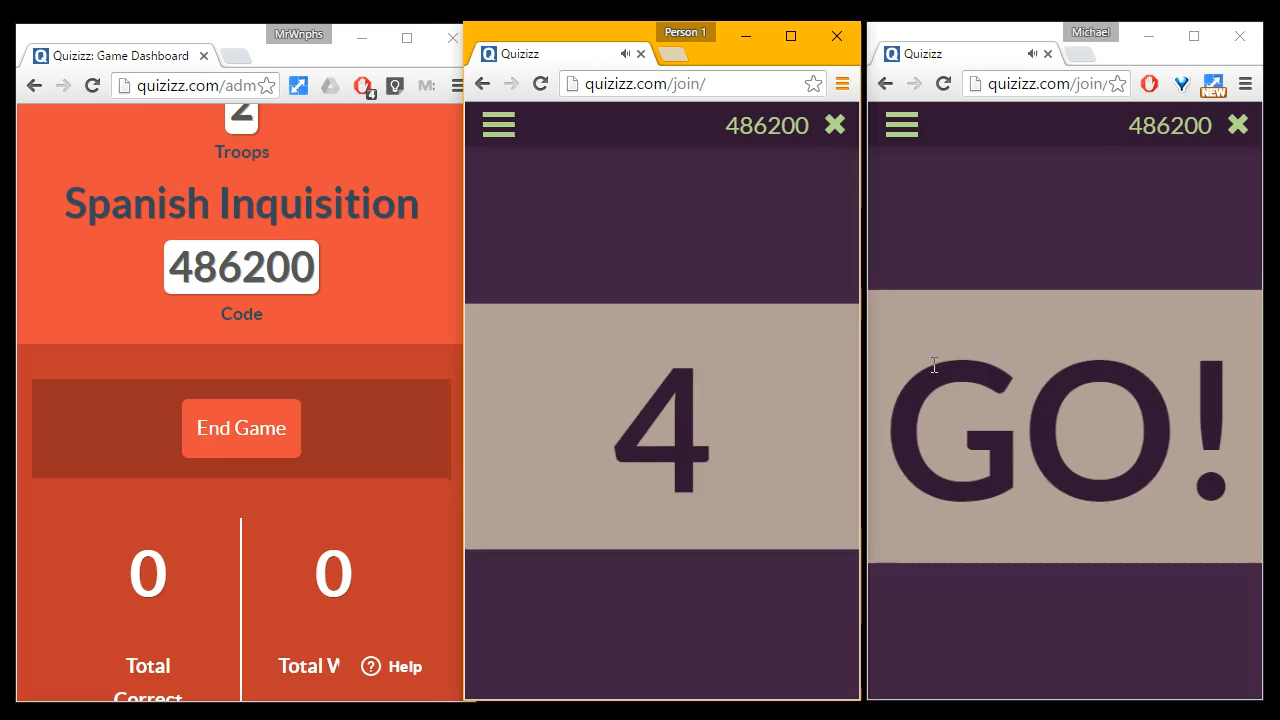 MrWnphs
Quizizz: Game Dashboard
quizizz.com/adm
4
M:
2
Troops
Spanish Inquisition
486200
Code
End Game
0
0
Total
Correct
Total W
? Help
Person 1
Quizizz
quizizz.com/join/
486200
4
Michael
Quizizz
quizizz.com/join/
NEW
486200
GO!